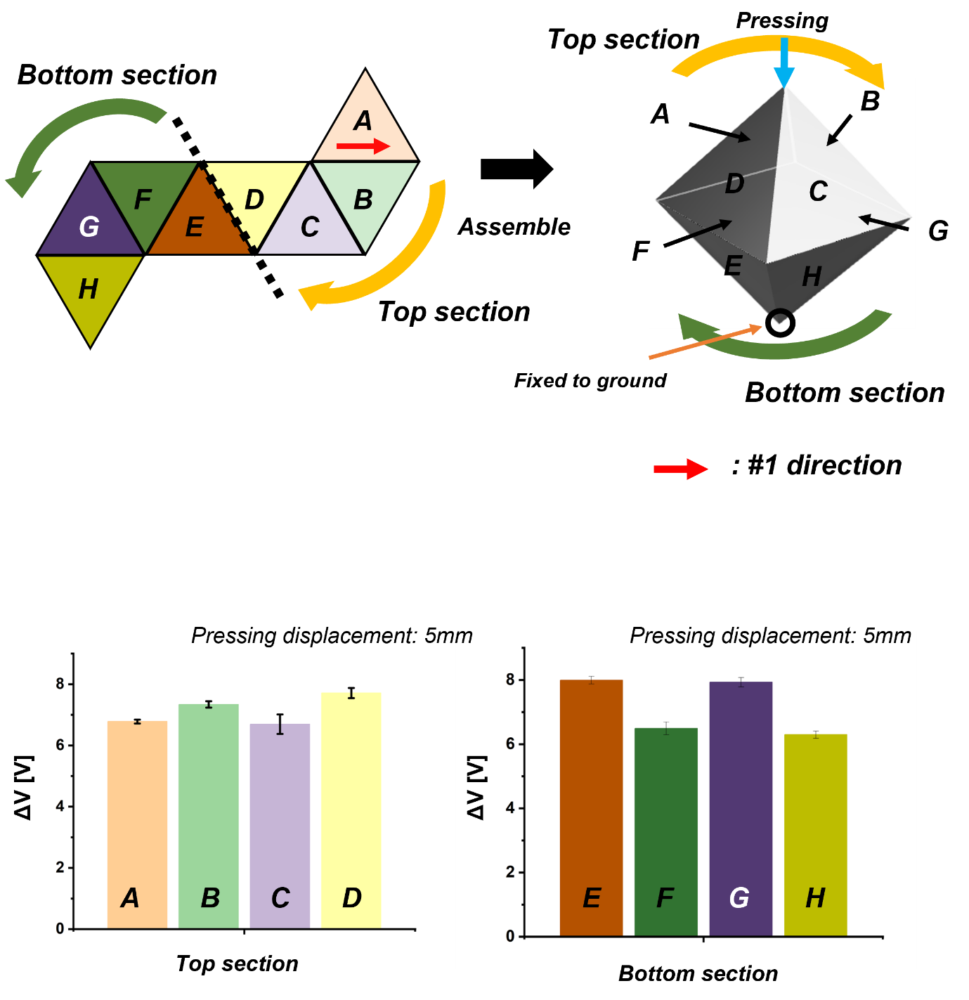 Pressing
Top section
Bottom section
A
B
A
F
D
B
G
E
C
H
Assemble
Top section
D
C
G
F
E
H
Fixed to ground
Bottom section
: #1 direction
Pressing displacement: 5mm
8
6
4
2
0
ΔV [V]
A B C D
Top section
Pressing displacement: 5mm
8
6
4
2
0
ΔV [V]
E F G H
Bottom section